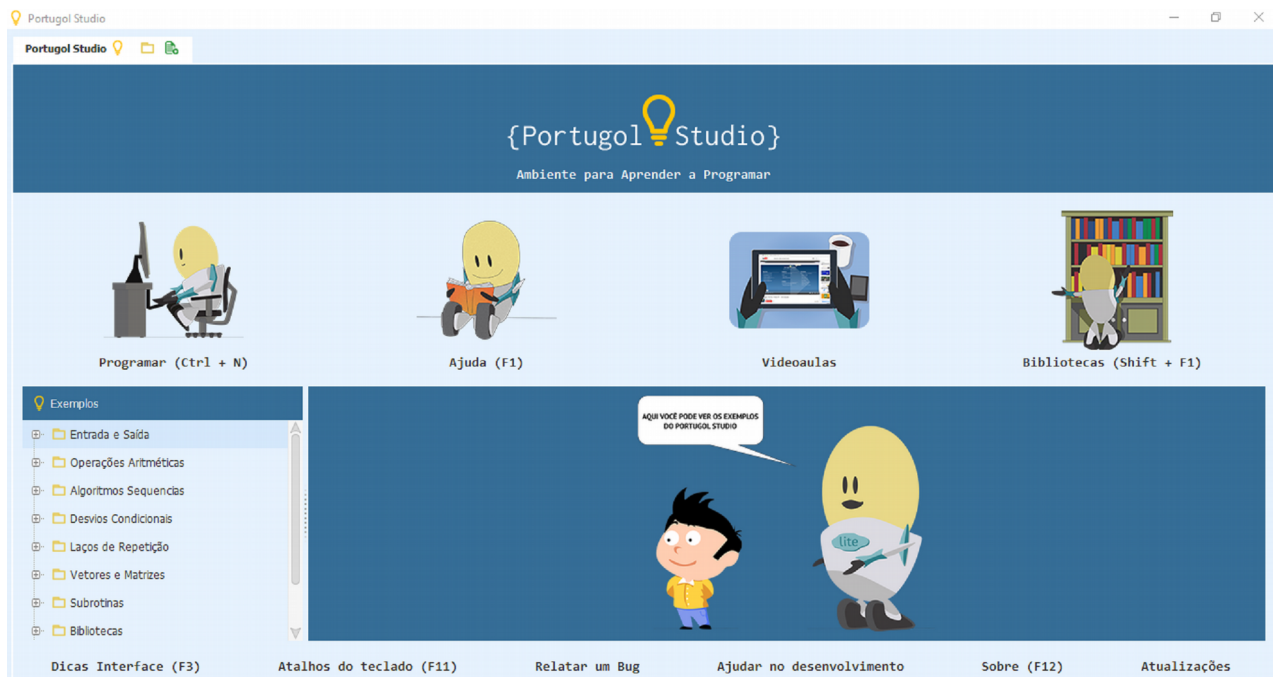 Portugol Studio
Portugol Studio
{Portugol Studio}
Ambiente para Aprender a Programar
Programar (Ctrl + N)
Ajuda (F1)
Videoaulas
Bibliotecas (Shift + F1)
Exemplos
Entrada e Saída
Operações Aritméticas
Algoritmos Sequencias
Desvios Condicionais
Laços de Repetição
Vetores e Matrizes
Subrotinas
Bibliotecas
AQUI VOCÊ PODE VER OS EXEMPLOS
DO PORTUGOL STUDIO
lite
Dicas Interface (F3)
Atalhos do teclado (F11)
Relatar um Bug
Ajudar no desenvolvimento
Sobre (F12)
Atualizações